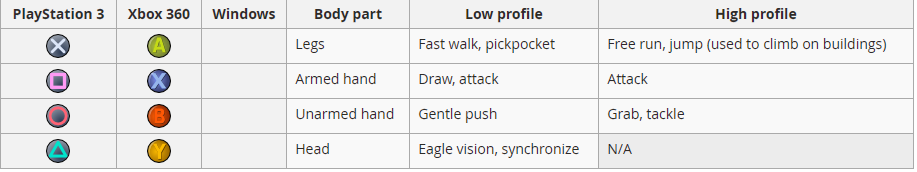 PlayStation 3 Xbox 360 Windows Body part Low profile High profile
A Legs Fast walk, pickpocket Free run, jump (used to climb on buildings)
X Armed hand Draw, attack Attack
B Unarmed hand Gentle push Grab, tackle
Y Head Eagle vision, synchronize N/A